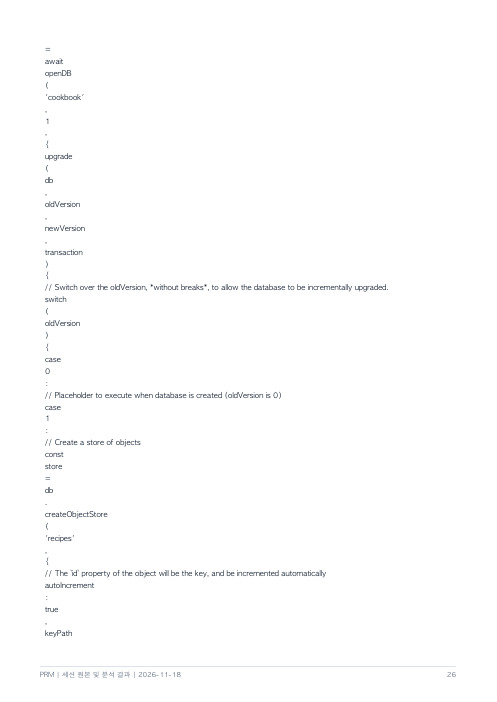 =
await
openDB
(
'cookbook'
,
1
,
{
upgrade
(
db
,
oldVersion
,
newVersion
,
transaction
)
{
// Switch over the oldVersion, *without breaks*, to allow the database to be incrementally upgraded.
switch
(
oldVersion
)
{
case
0
:
// Placeholder to execute when database is created (oldVersion is 0)
case
1
:
// Create a store of objects
const
store
=
db
.
createObjectStore
(
'recipes'
,
{
// The `id` property of the object will be the key, and be incremented automatically
autoIncrement
:
true
,
keyPath
PRM | 세션 원본 및 분석 결과 | 2026-11-18
26